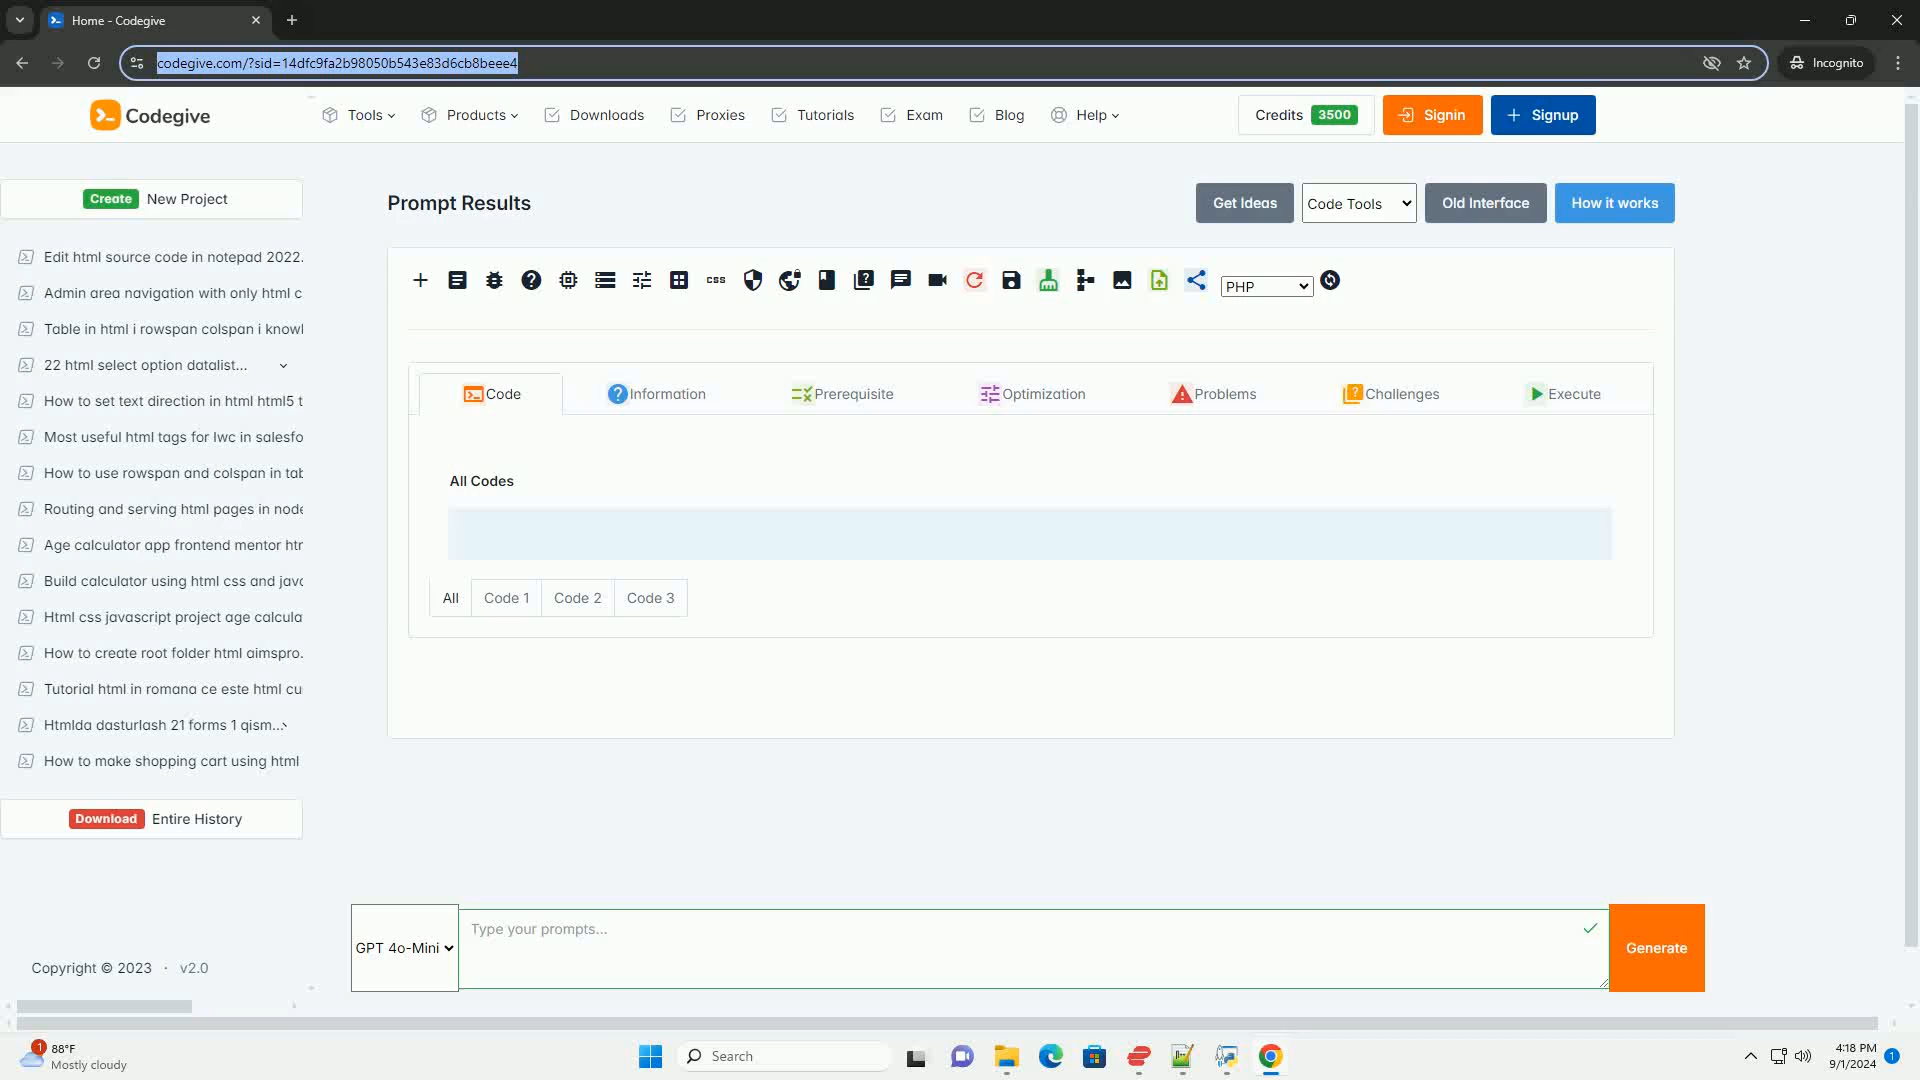 Home - Codegive
codegive.com/?sid=14dfc9fa2b98050b543e83d6cb8beee4
Incognito
Codegive
Tools
Products
Downloads
Proxies
Tutorials
Exam
Blog
Help
Credits 3500
Signin
Signup
Create New Project
Edit html source code in notepad 2022.
Admin area navigation with only html c
Table in html i rowspan colspan i know
22 html select option datalist...
How to set text direction in html html5 t
Most useful html tags for lwc in salesfo
How to use rowspan and colspan in tab
Routing and serving html pages in node
Age calculator app frontend mentor
Build calculator using html css and java
Html css javascript project age calcula
How to create root folder html aimspro.
Tutorial html in romana ce este html cu
Htmlda dasturlash 21 forms 1 qism...
How to make shopping cart using html
Download Entire History
Copyright © 2023 · v2.0
Prompt Results
Get Ideas
Code Tools
Old Interface
How it works
css
PHP
Code
Information
Prerequisite
Optimization
Problems
Challenges
Execute
All Codes
All
Code 1
Code 2
Code 3
GPT 4o-Mini
Type your prompts...
Generate
1
88°F
Mostly cloudy
Search
4:18 PM
9/1/2024
1